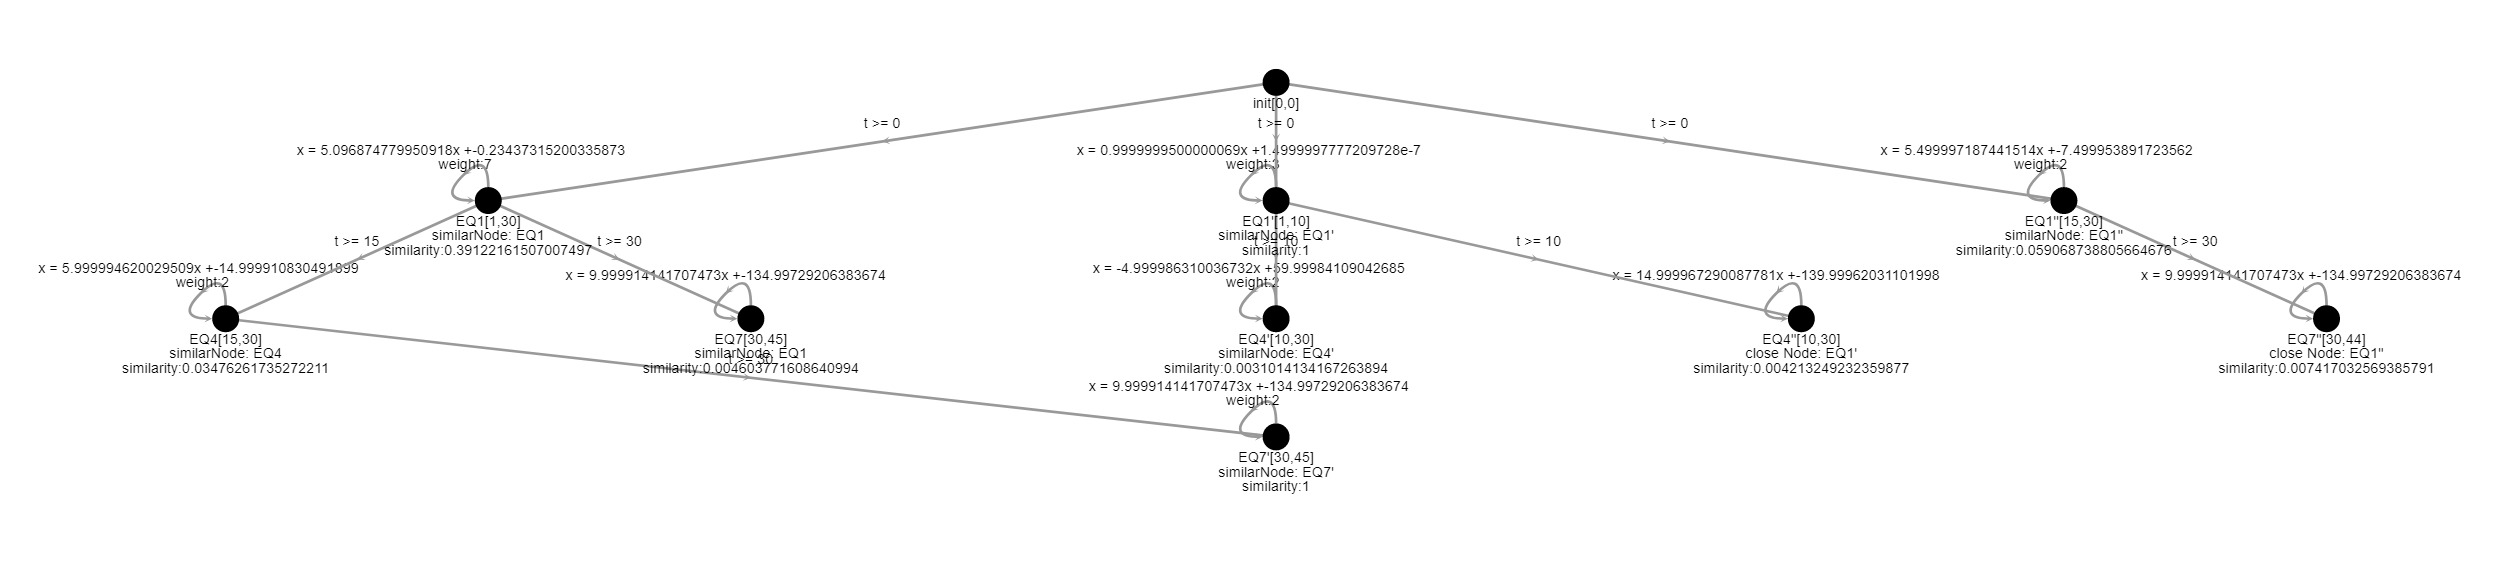 init[0,0]
t >= 0
t >= 0
t >= 0
x = 5.096874779950918x +-0.23437315200335873
weight:7
x = 0.9999999500000069x +1.4999997777209728e-7
weight:3
x = 5.499997187441514x +-7.499953891723562
weight:2
EQ1[1,30]
similarNode: EQ1
similarity:0.39122161507007497
EQ1'[1,10]
similarNode: EQ1'
similarity:1
EQ1"[15,30]
similarNode: EQ1"
similarity:0.059068738805664676
t >= 15
t >= 30
t >= 10
t >= 10
t >= 30
x = 5.999994620029509x +-14.999910830491899
weight:2
x = 9.999914141707473x +-134.99729206383674
x = -4.999986310036732x +59.99984109042685
weight:2
x = 14.999967290087781x +-139.99962031101998
x = 9.999914141707473x +-134.99729206383674
EQ4[15,30]
similarNode: EQ4
similarity:0.03476261735272211
EQ7[30,45]
similarNode: EQ1
similarity:0.004603771608640994
t >= 30
EQ4'[10,30]
similarNode: EQ4'
similarity:0.0031014134167263894
EQ4"[10,30]
close Node: EQ1'
similarity:0.004213249232359877
EQ7"[30,44]
close Node: EQ1"
similarity:0.007417032569385791
x = 9.999914141707473x +-134.99729206383674
weight:2
EQ7'[30,45]
similarNode: EQ7'
similarity:1